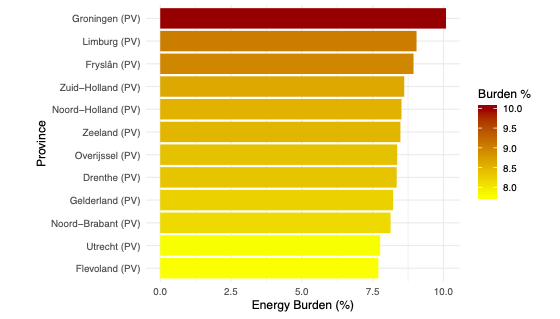 Groningen (PV)
Limburg (PV)
Fryslân (PV)
Zuid−Holland (PV)
Noord−Holland (PV)
Zeeland (PV)
Overijssel (PV)
Drenthe (PV)
Gelderland (PV)
Noord−Brabant (PV)
Utrecht (PV)
Flevoland (PV)
Province
0.0 2.5 5.0 7.5 10.0
Energy Burden (%)
Burden %
10.0
9.5
9.0
8.5
8.0